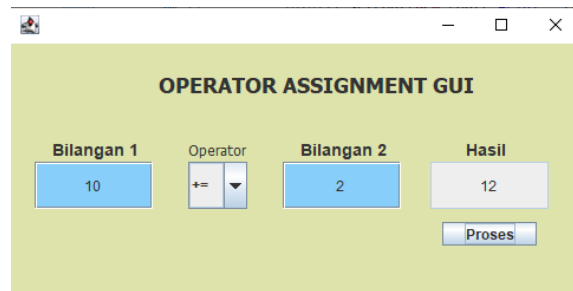 OPERATOR ASSIGNMENT GUI
Bilangan 1 Operator Bilangan 2 Hasil
10 += 2 12
Proses